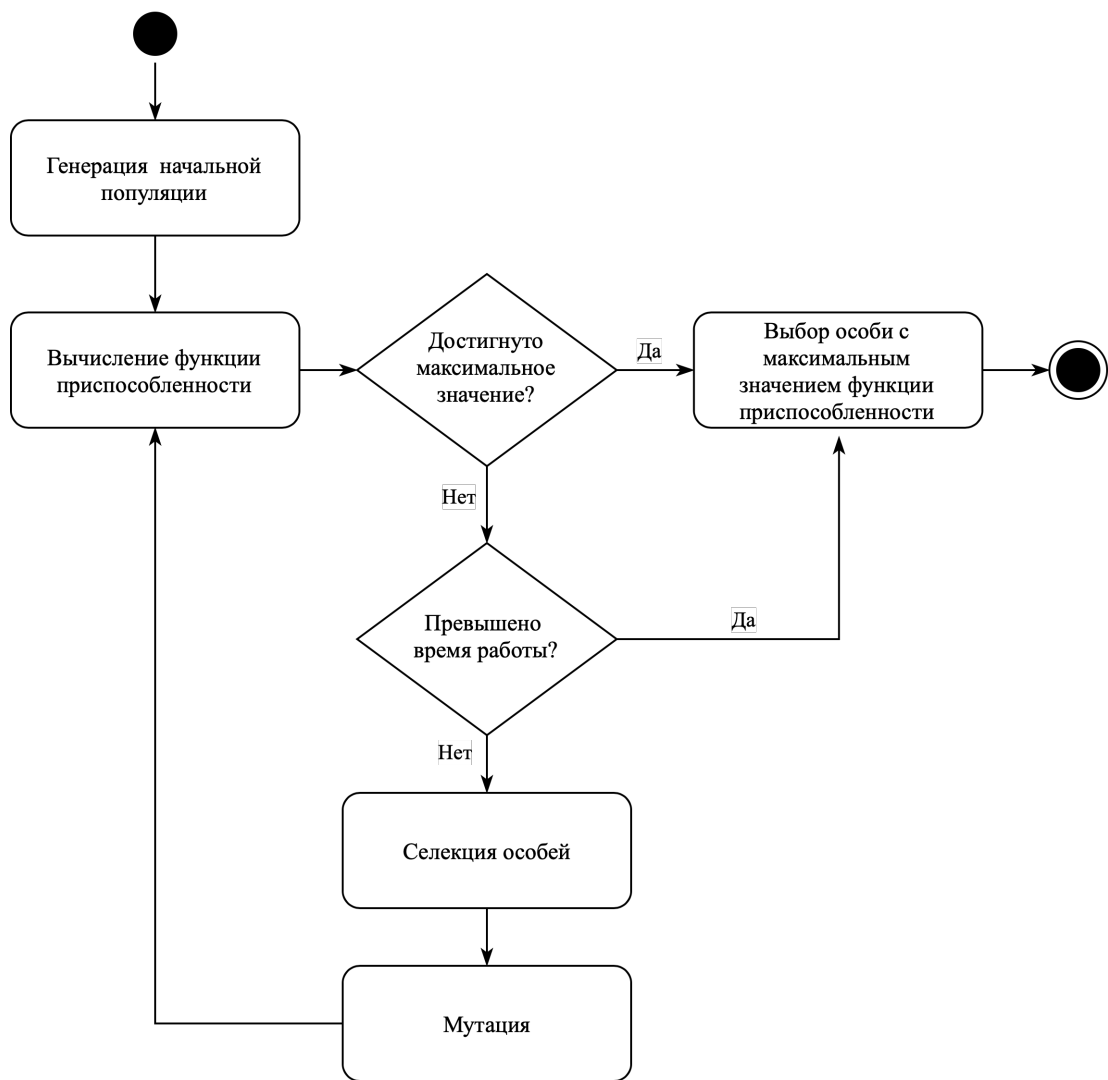 Генерация начальной
популяции
Вычисление функции
приспособленности
Достигнуто
максимальное
значение?
Да
Выбор особи с
максимальным
значением функции
приспособленности
Нет
Превышено
время работы?
Да
Нет
Селекция особей
Мутация